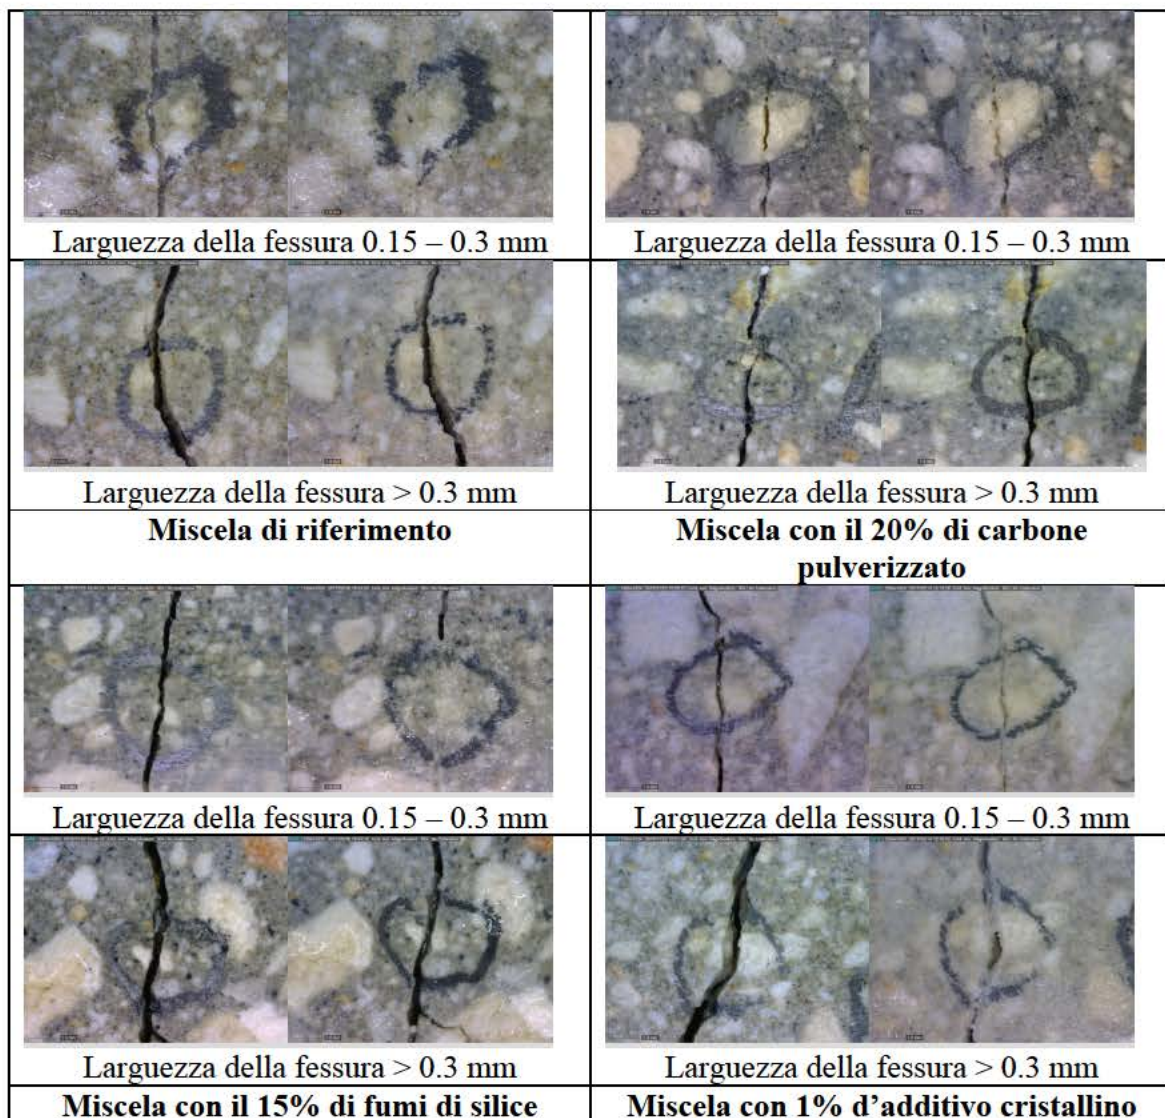 Larguezza della fessura 0.15 – 0.3 mm
Larguezza della fessura 0.15 – 0.3 mm
Larguezza della fessura > 0.3 mm
Larguezza della fessura > 0.3 mm
Miscela di riferimento
Miscela con il 20% di carbone
pulverizzato
Larguezza della fessura 0.15 – 0.3 mm
Larguezza della fessura 0.15 – 0.3 mm
Larguezza della fessura > 0.3 mm
Larguezza della fessura > 0.3 mm
Miscela con il 15% di fumi di silice
Miscela con 1% d’additivo cristallino